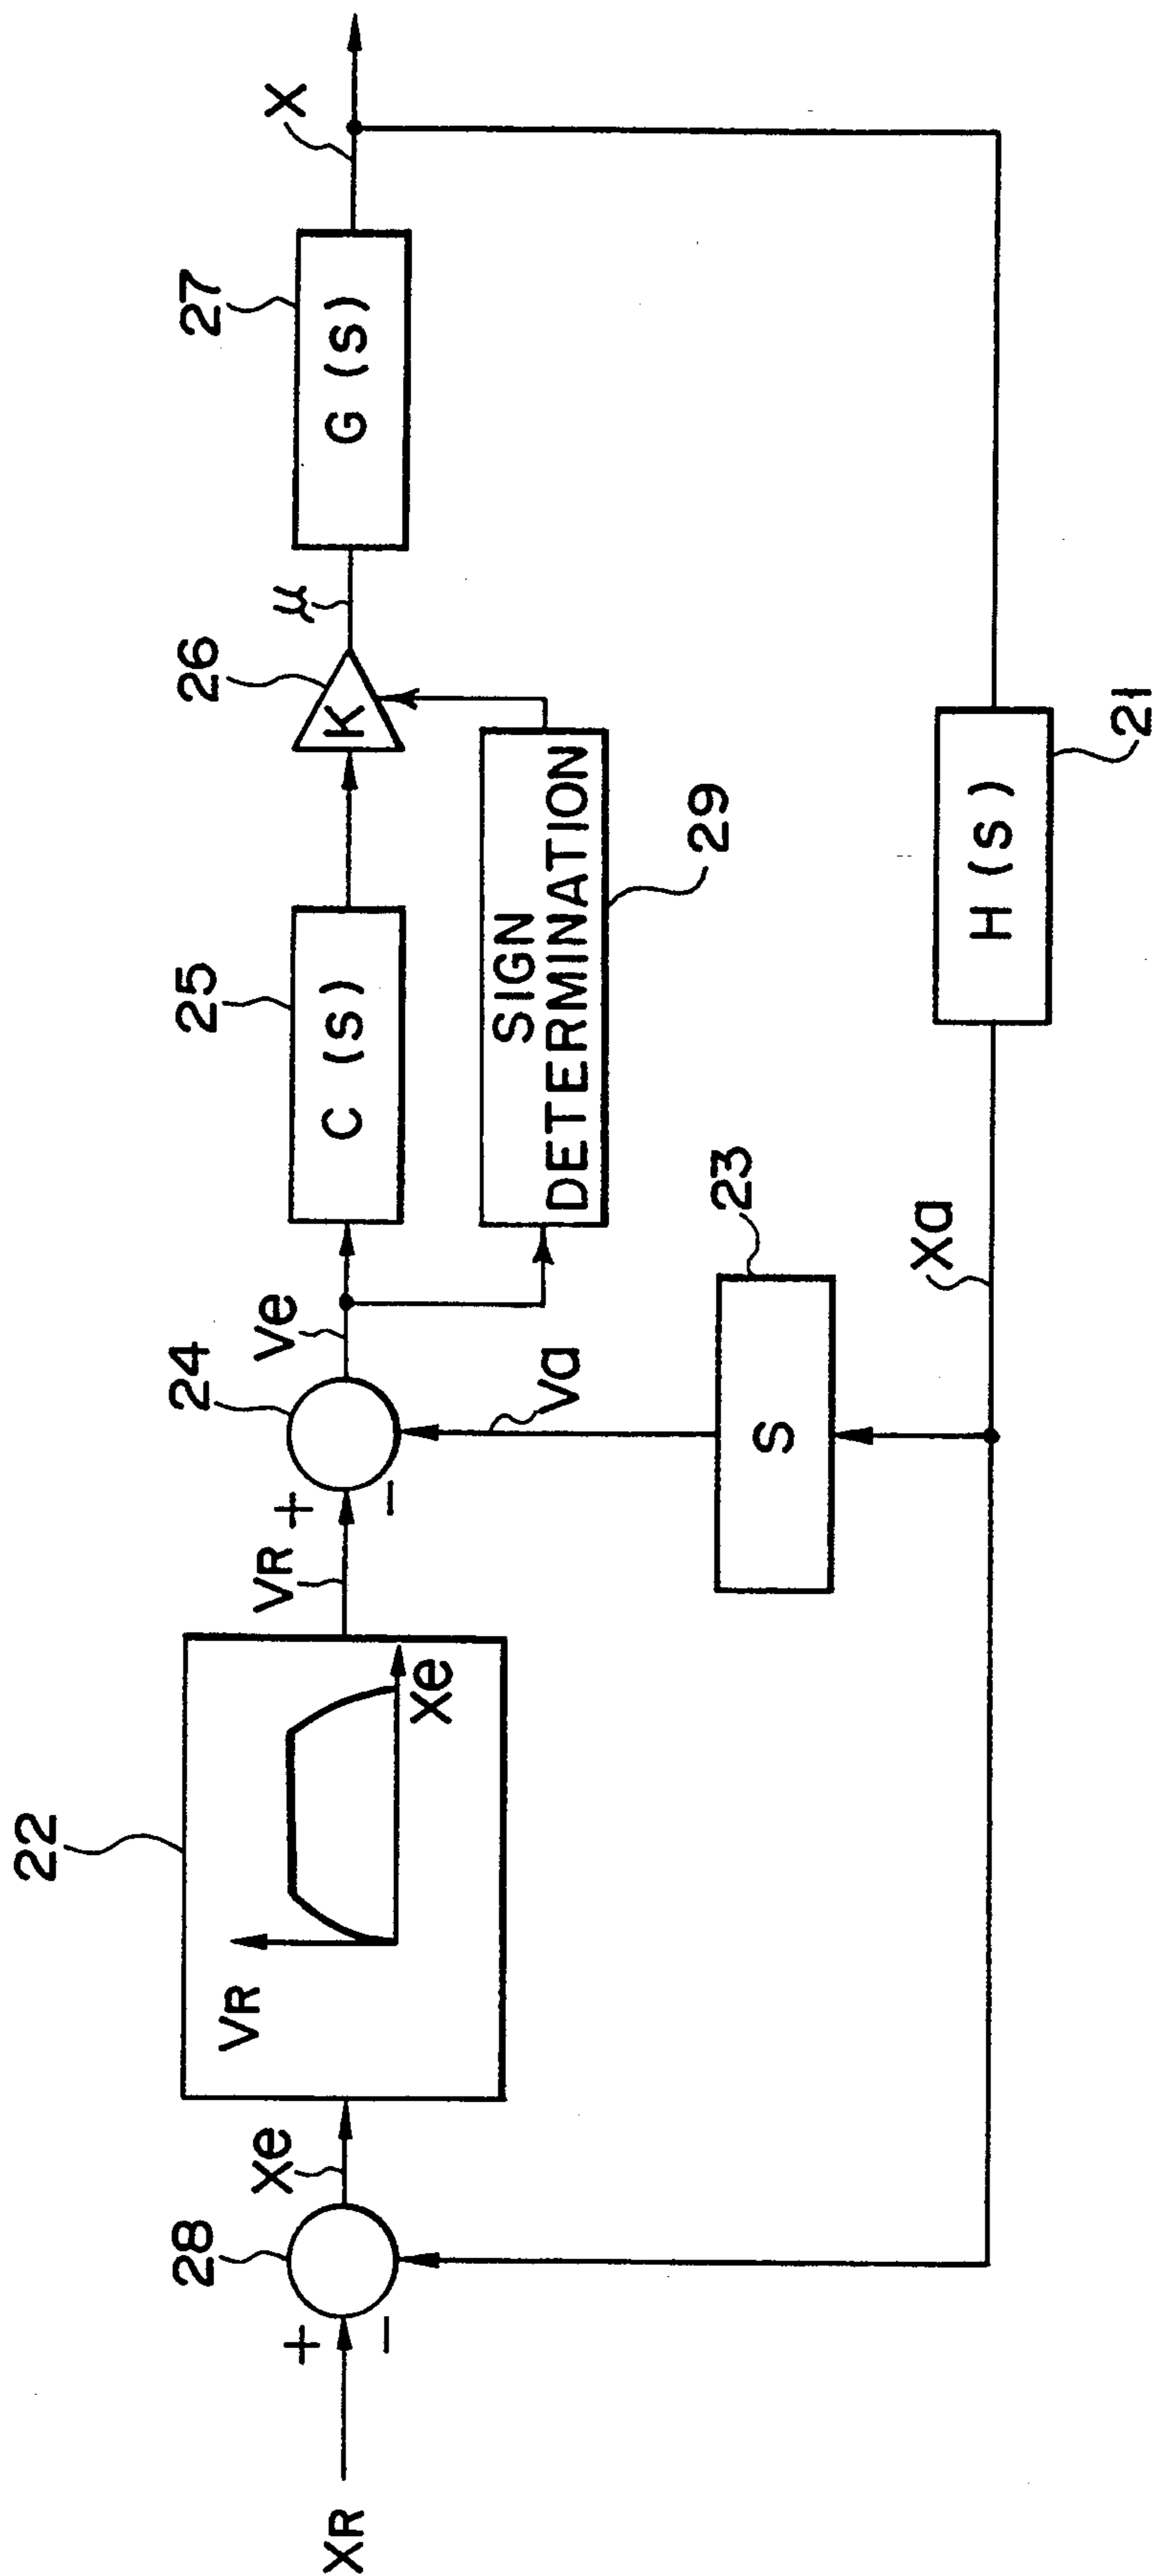 XR
+
−
28
Xe
22
VR
Xe
VR
+
−
24
Ve
Va
23
S
25
C (S)
SIGN
DETERMINATION
29
26
K
μ
27
G (S)
X
Xa
H (S)
21